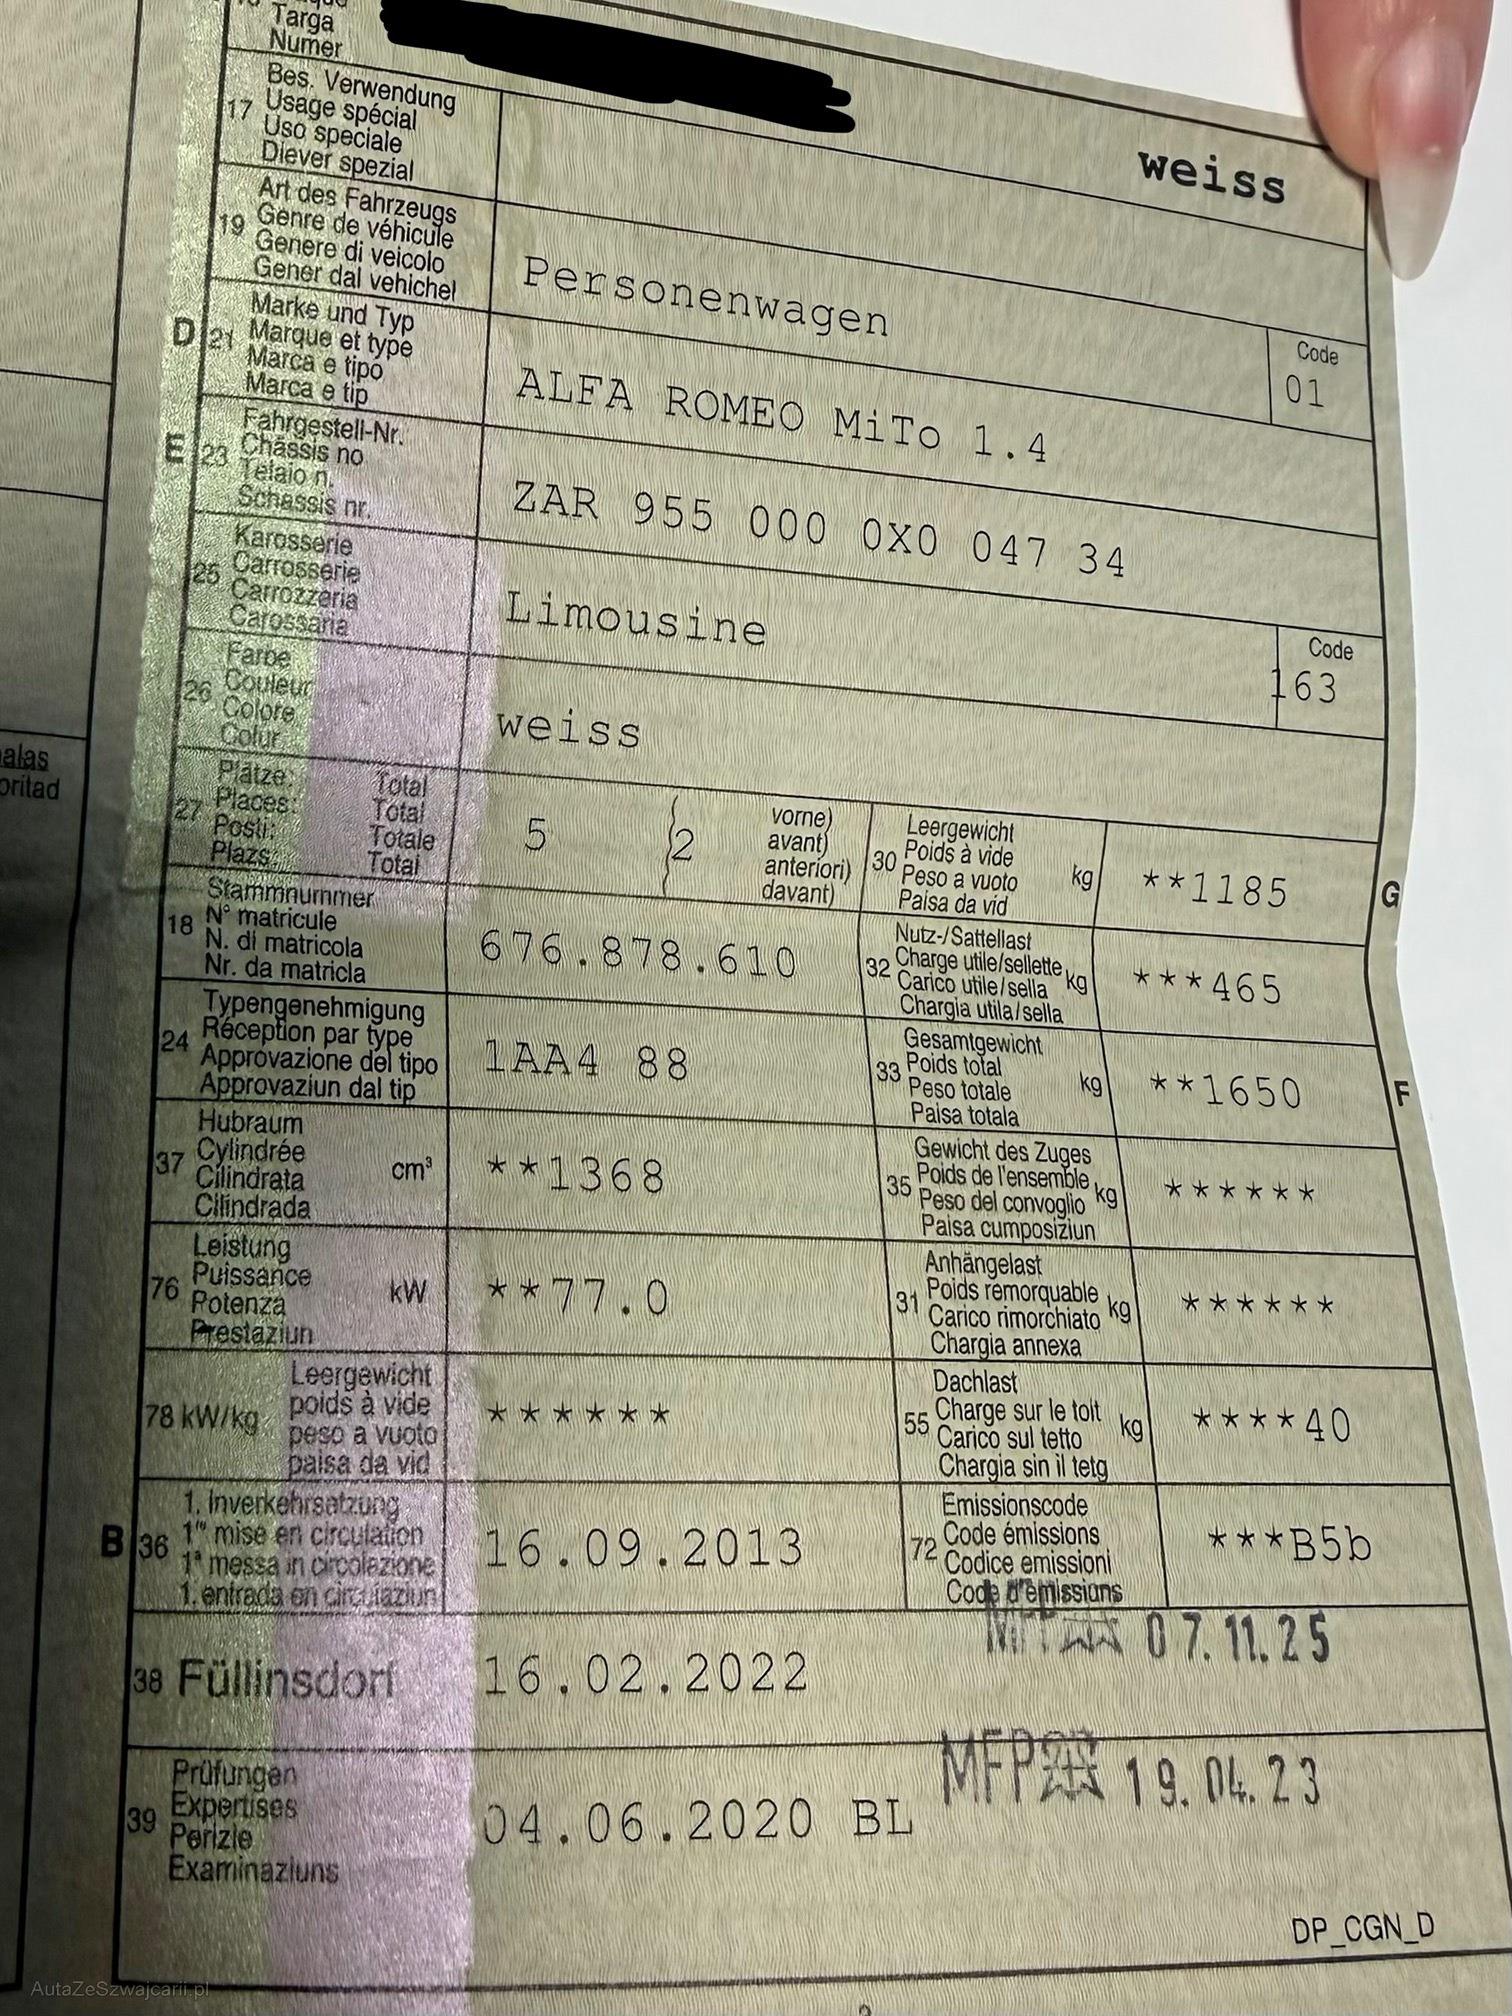 Targa
Numer
weiss
17
Bes. Verwendung
Usage spécial
Uso speciale
Diever spezial
19
Art des Fahrzeugs
Genre de véhicule
Genere di veicolo
Gener dal vehichel
Personenwagen
Code
01
D
21
Marke und Typ
Marque et type
Marca e tipo
Marca e tip
ALFA ROMEO MiTo 1.4
E
23
Fahrgestell-Nr.
Châssis no
Telaio n.
Schassis nr.
ZAR 955 000 0X0 047 34
25
Karosserie
Carrosserie
Carrozzeria
Carossaria
Limousine
Code
163
26
Farbe
Couleur
Colore
Colur
weiss
27
Plätze: Total
Places: Total
Posti: Totale
Plazs: Total
5
2
vorne)
avant)
anteriori)
davant)
30
Leergewicht
Poids à vide
Peso a vuoto
Paisa da vid
kg
**1185
G
alas
oritad
18
Stammnummer
N° matricule
N. di matricola
Nr. da matricla
676.878.610
32
Nutz-/Sattellast
Charge utile/sellette
Carico utile/sella
Chargia utila/sella
kg
***465
24
Typengenehmigung
Réception par type
Approvazione del tipo
Approvaziun dal tip
1AA4 88
33
Gesamtgewicht
Poids total
Peso totale
Paisa totala
kg
**1650
F
37
Hubraum
Cylindrée
Cilindrata
Cilindrada
cm³
**1368
35
Gewicht des Zuges
Poids de l'ensemble
Peso del convoglio
Paisa cumposiziun
kg
******
76
Leistung
Puissance
Potenza
Prestaziun
kW
**77.0
31
Anhängelast
Poids remorquable
Carico rimorchiato
Chargia annexa
kg
******
78 kW/kg
Leergewicht
poids à vide
peso a vuoto
paisa da vid
******
55
Dachlast
Charge sur le toit
Carico sul tetto
Chargia sin il tetg
kg
****40
B
36
1. Inverkehrsetzung
1re mise en circulation
1a messa in circolazione
1. entrada en circulaziun
16.09.2013
72
Emissionscode
Code émissions
Codice emissioni
Code d'emissiuns
***B5b
MFP 07.11.25
38 Füllinsdorf
16.02.2022
39
Prüfungen
Expertises
Perizie
Examinaziuns
04.06.2020 BL
MFP 19.04.23
DP_CGN_D
AutaZeSzwajcarii.pl